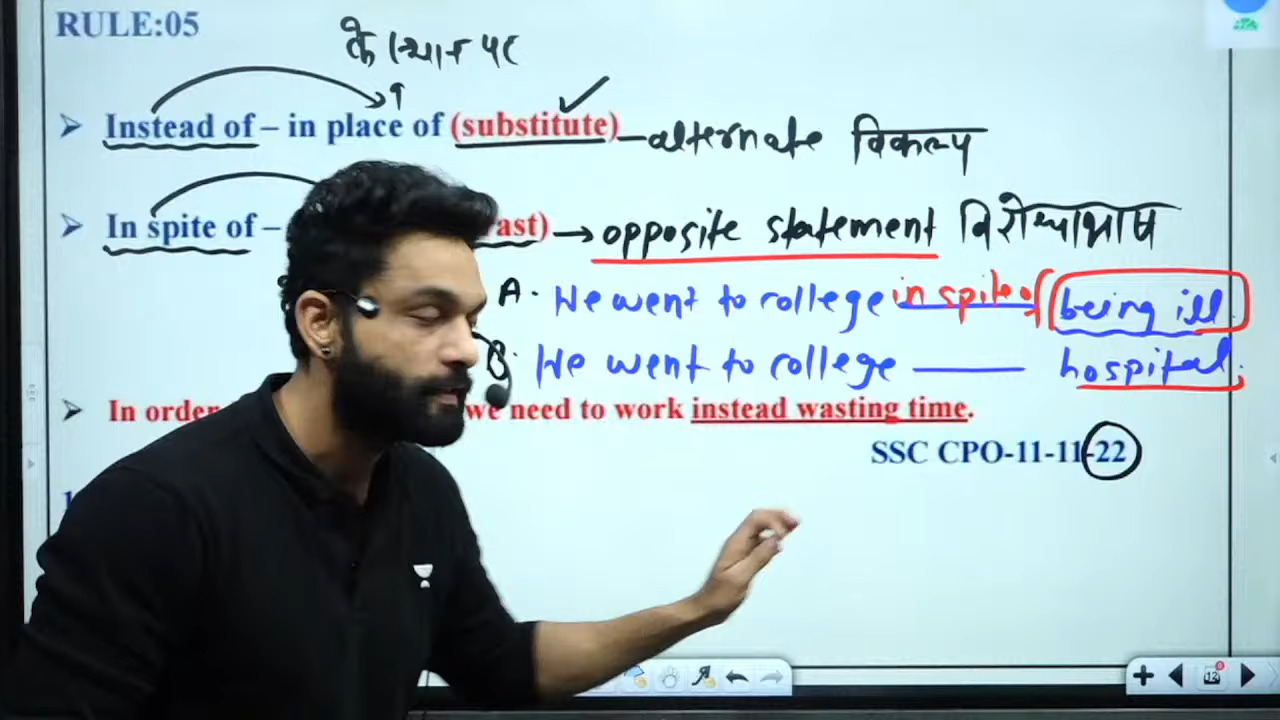 RULE:05
के स्थान पर
➢ Instead of – in place of (substitute) – alternate विकल्प
➢ In spite of – ast) → opposite statement विरोधाभाष
A. He went to college in spite of being ill.
B. He went to college ___ hospital.
➢ In order we need to work instead wasting time.
SSC CPO-11-11-22